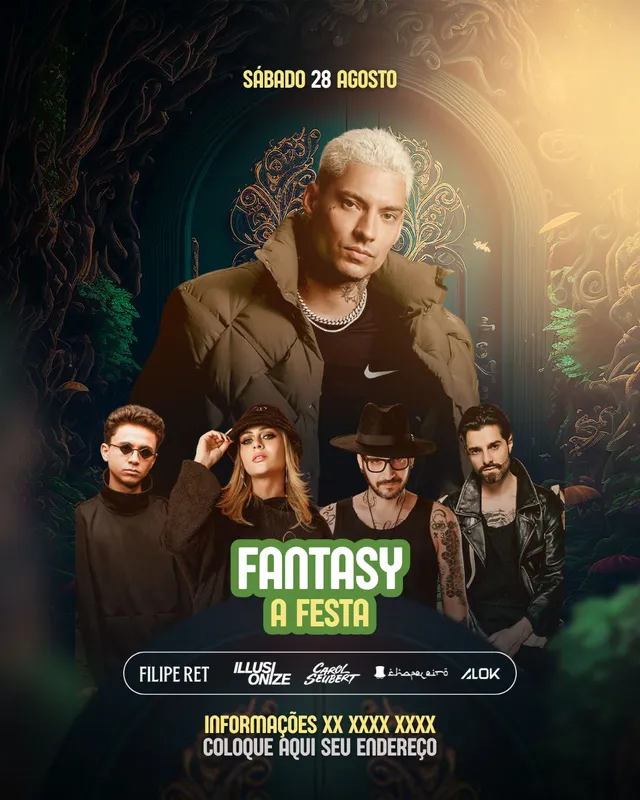 SÁBADO 28 AGOSTO
FANTASY
A FESTA
FILIPE RET ILLUSIONIZE CAROL SEUBERT chapeleiro ALOK
INFORMAÇÕES XX XXXX XXXX
COLOQUE AQUI SEU ENDEREÇO